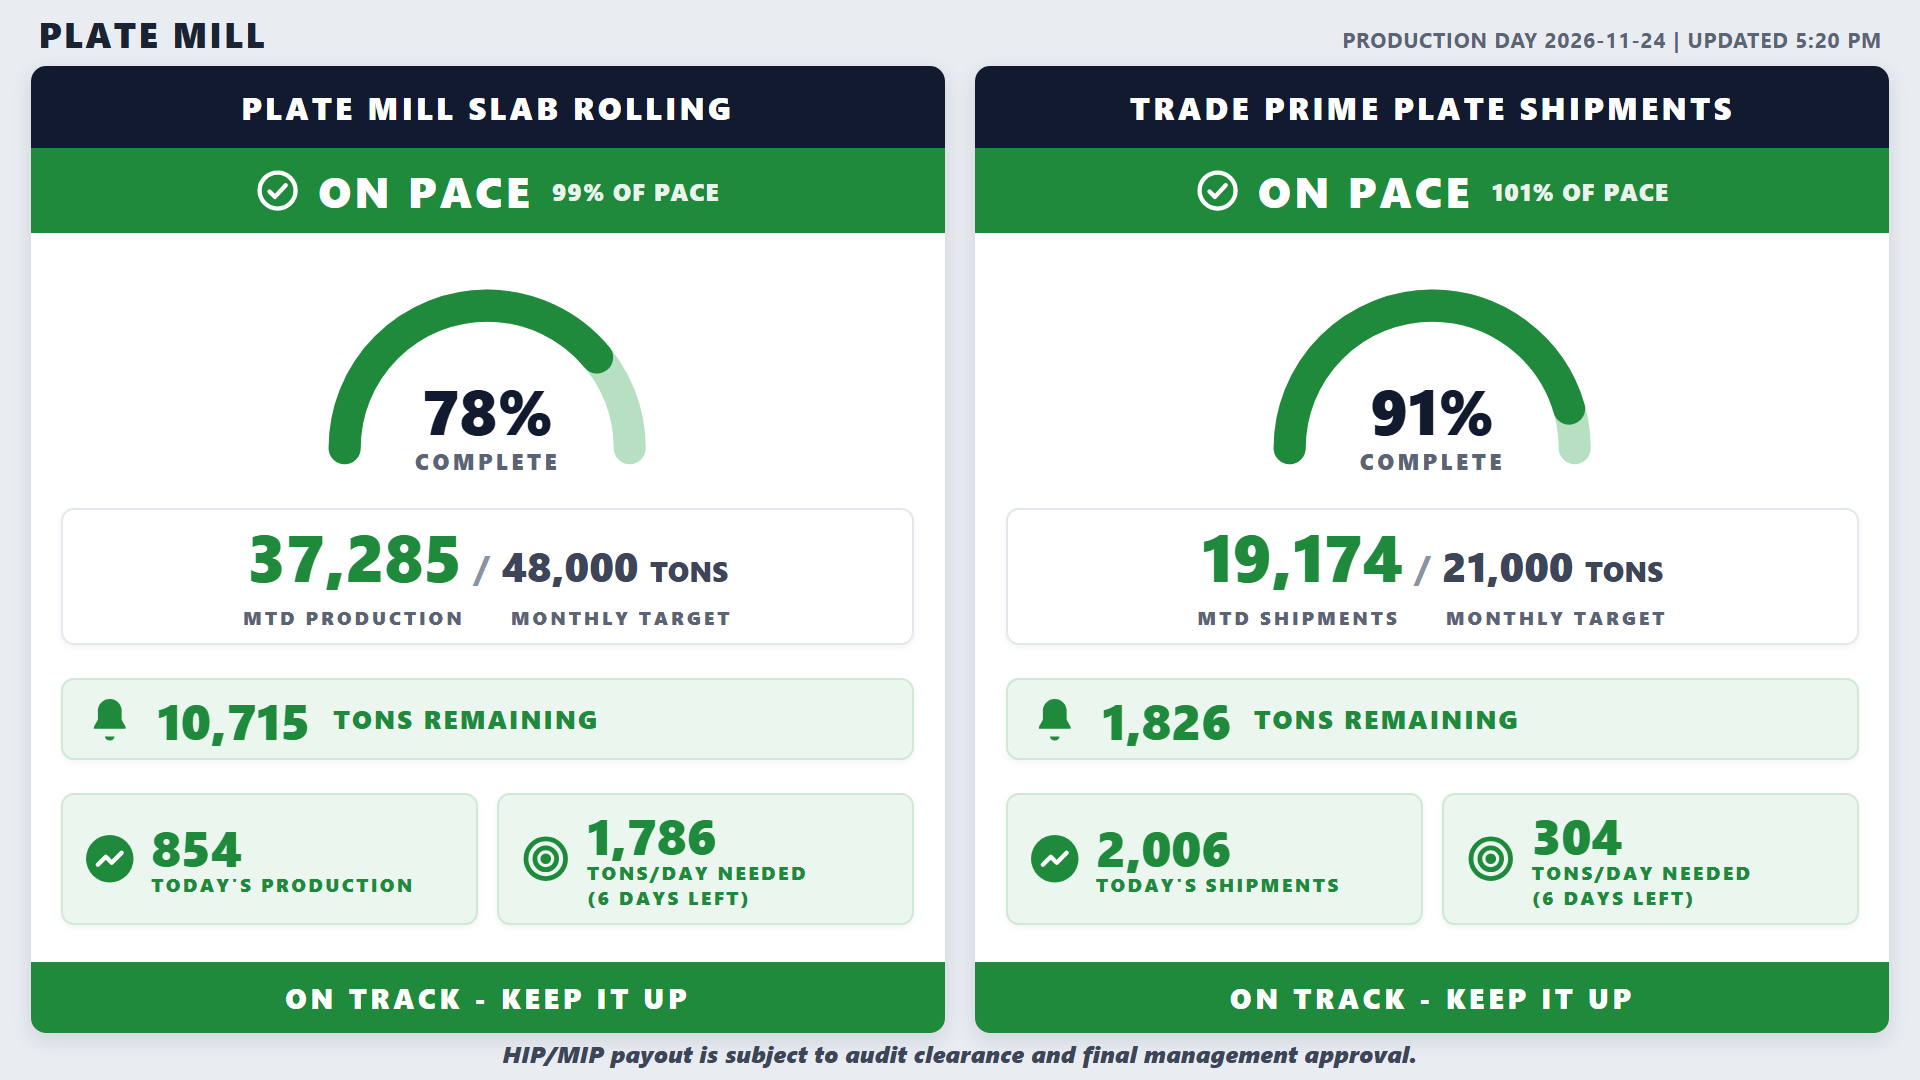 PLATE MILL
PRODUCTION DAY 2026-11-24 | UPDATED 5:20 PM
PLATE MILL SLAB ROLLING
ON PACE 99% OF PACE
78%
COMPLETE
37,285 / 48,000 TONS
MTD PRODUCTION MONTHLY TARGET
10,715 TONS REMAINING
854
TODAY'S PRODUCTION
1,786
TONS/DAY NEEDED
(6 DAYS LEFT)
ON TRACK - KEEP IT UP
TRADE PRIME PLATE SHIPMENTS
ON PACE 101% OF PACE
91%
COMPLETE
19,174 / 21,000 TONS
MTD SHIPMENTS MONTHLY TARGET
1,826 TONS REMAINING
2,006
TODAY'S SHIPMENTS
304
TONS/DAY NEEDED
(6 DAYS LEFT)
ON TRACK - KEEP IT UP
HIP/MIP payout is subject to audit clearance and final management approval.